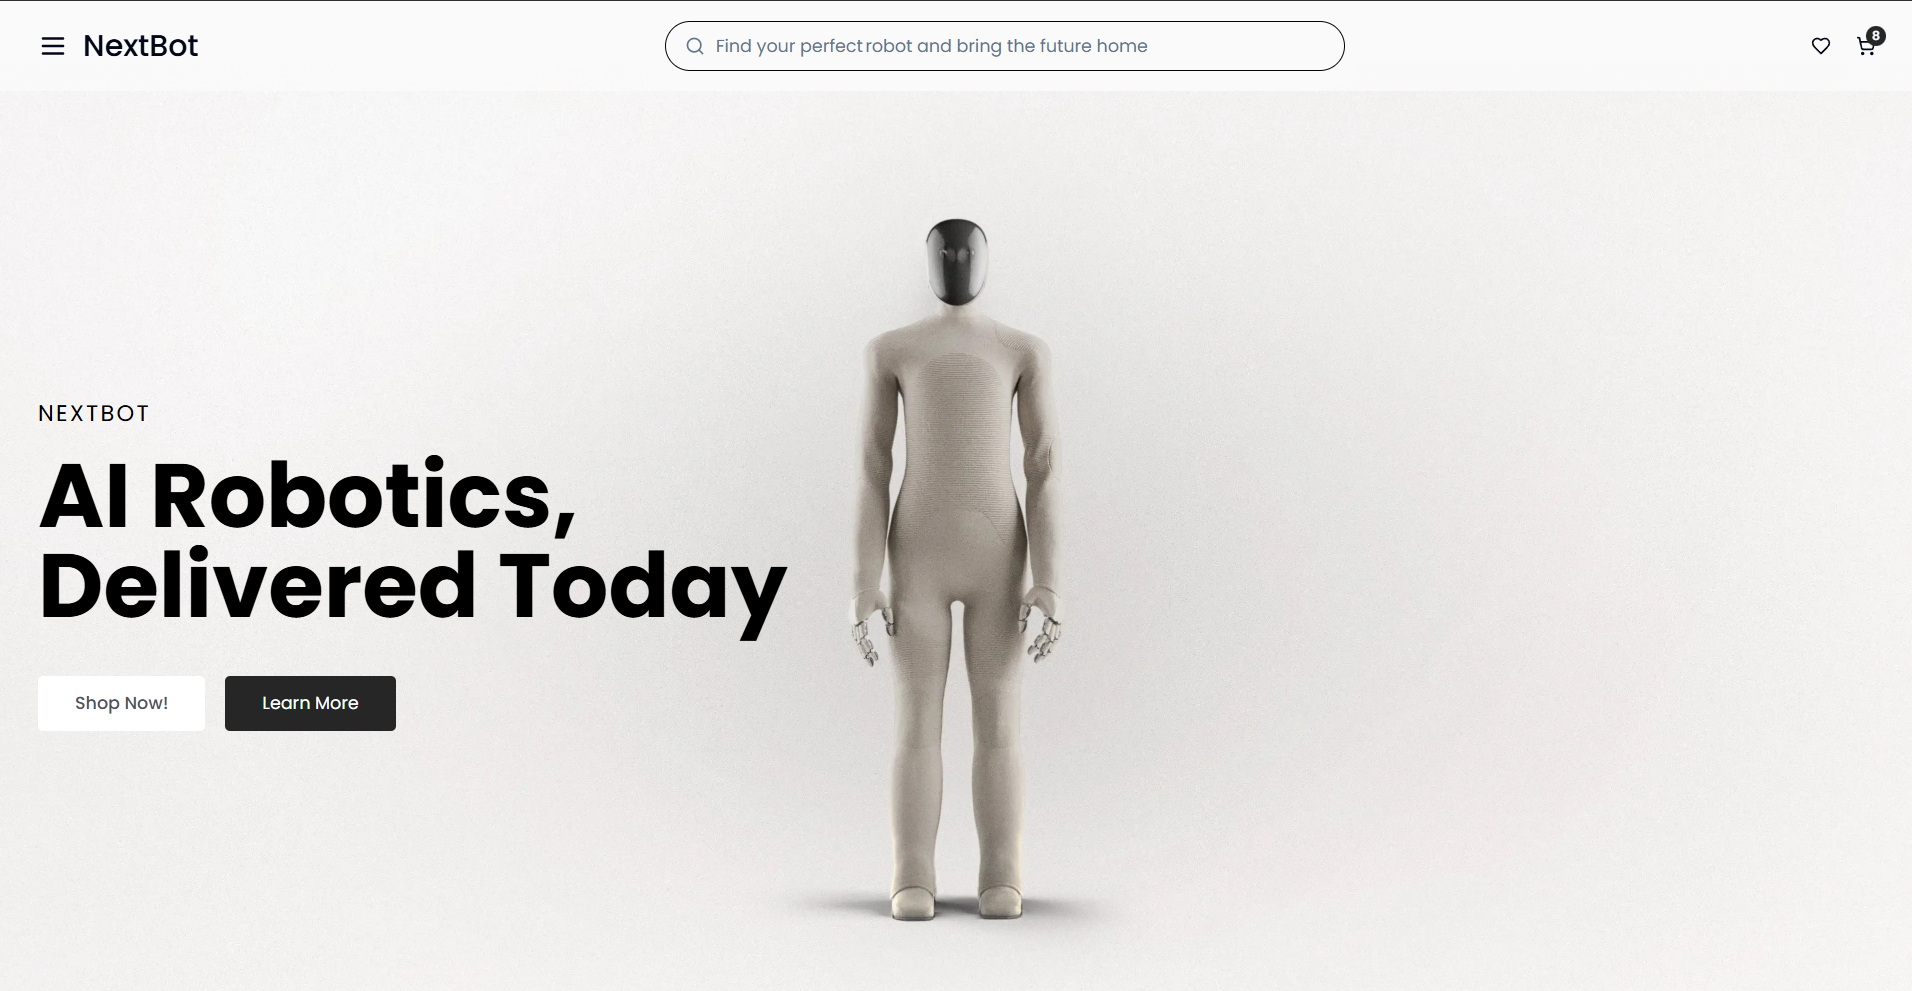 NextBot
Find your perfect robot and bring the future home
8
NEXTBOT
AI Robotics,
Delivered Today
Shop Now!
Learn More